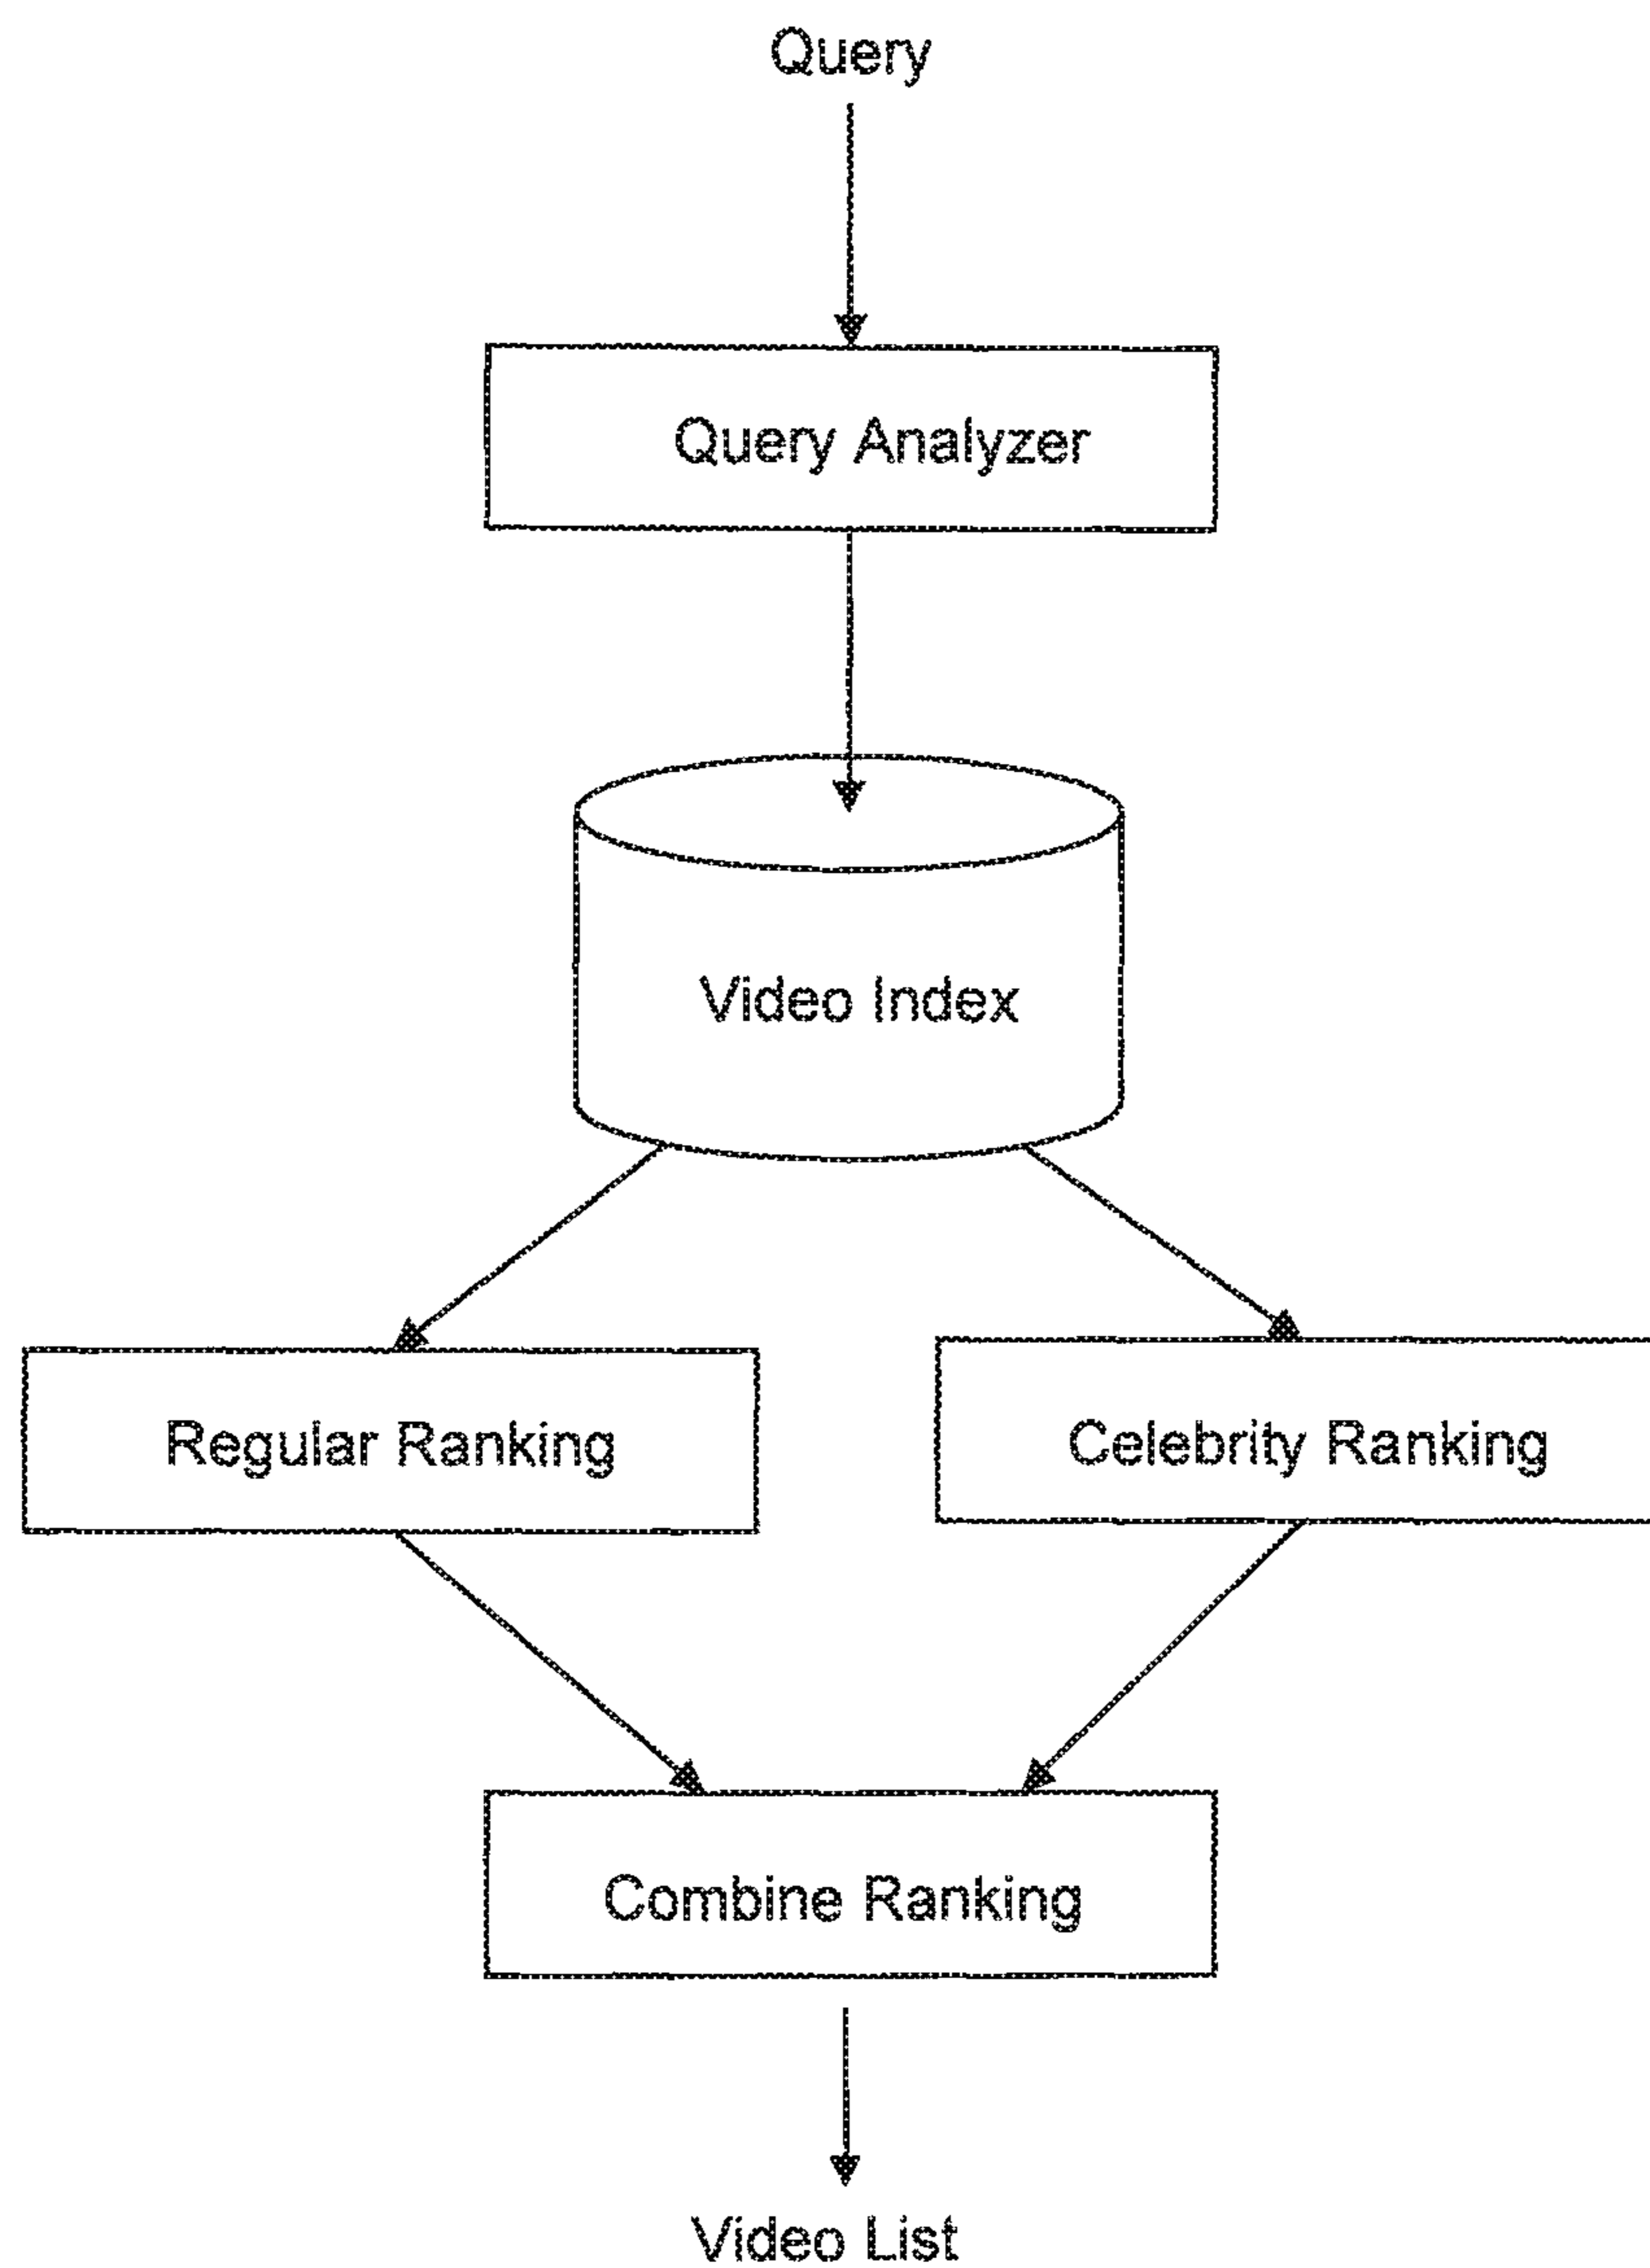 Query
Query Analyzer
Video Index
Regular Ranking
Celebrity Ranking
Combine Ranking
Video List